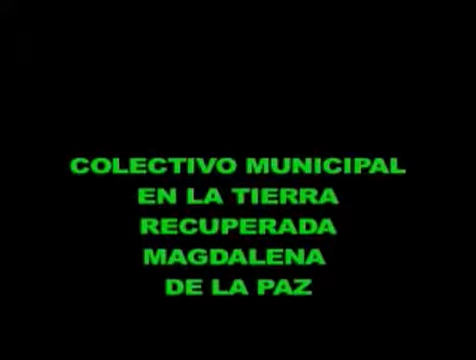 COLECTIVO MUNICIPAL
EN LA TIERRA
RECUPERADA
MAGDALENA
DE LA PAZ